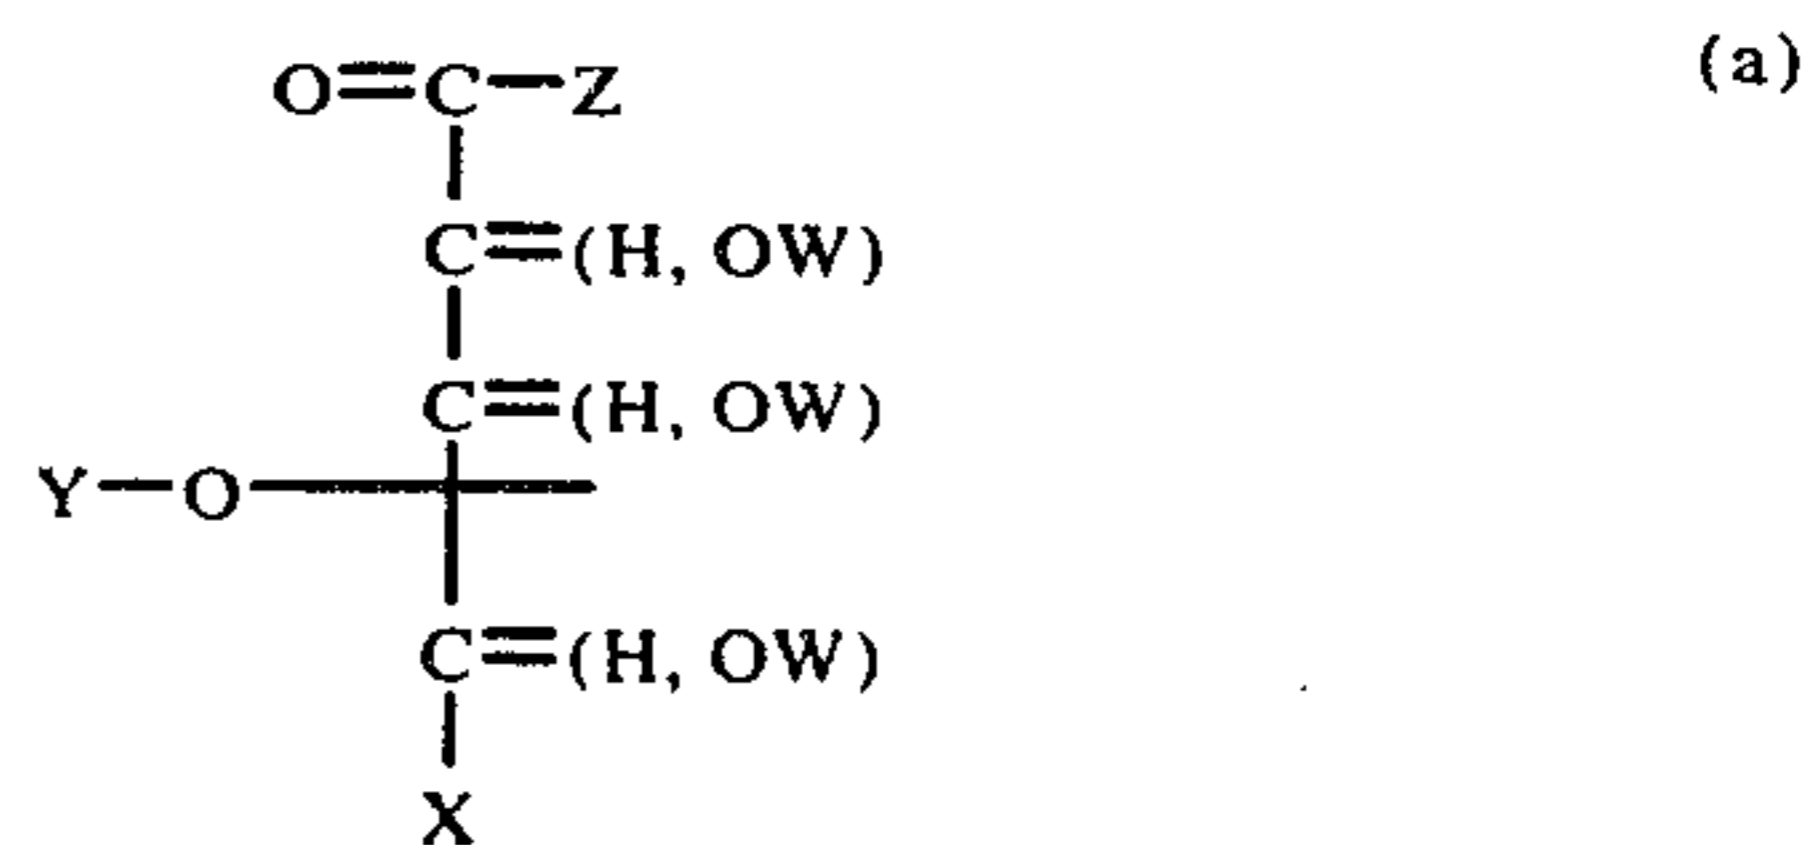 O=C—Z (a)
C=(H, OW)
C=(H, OW)
Y—O
C=(H, OW)
X